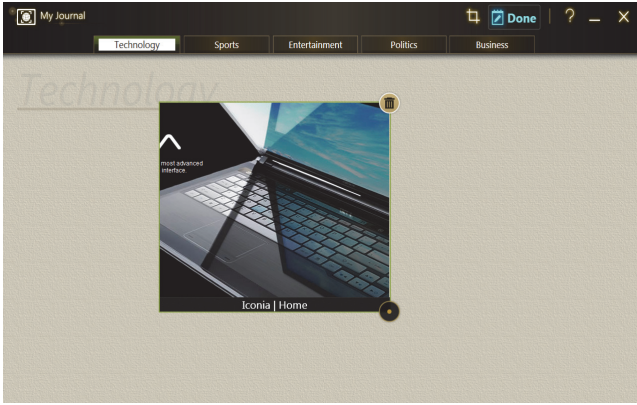 My Journal
Done
?
Technology
Sports
Entertainment
Politics
Business
Technology
most advanced
interface.
Iconia | Home